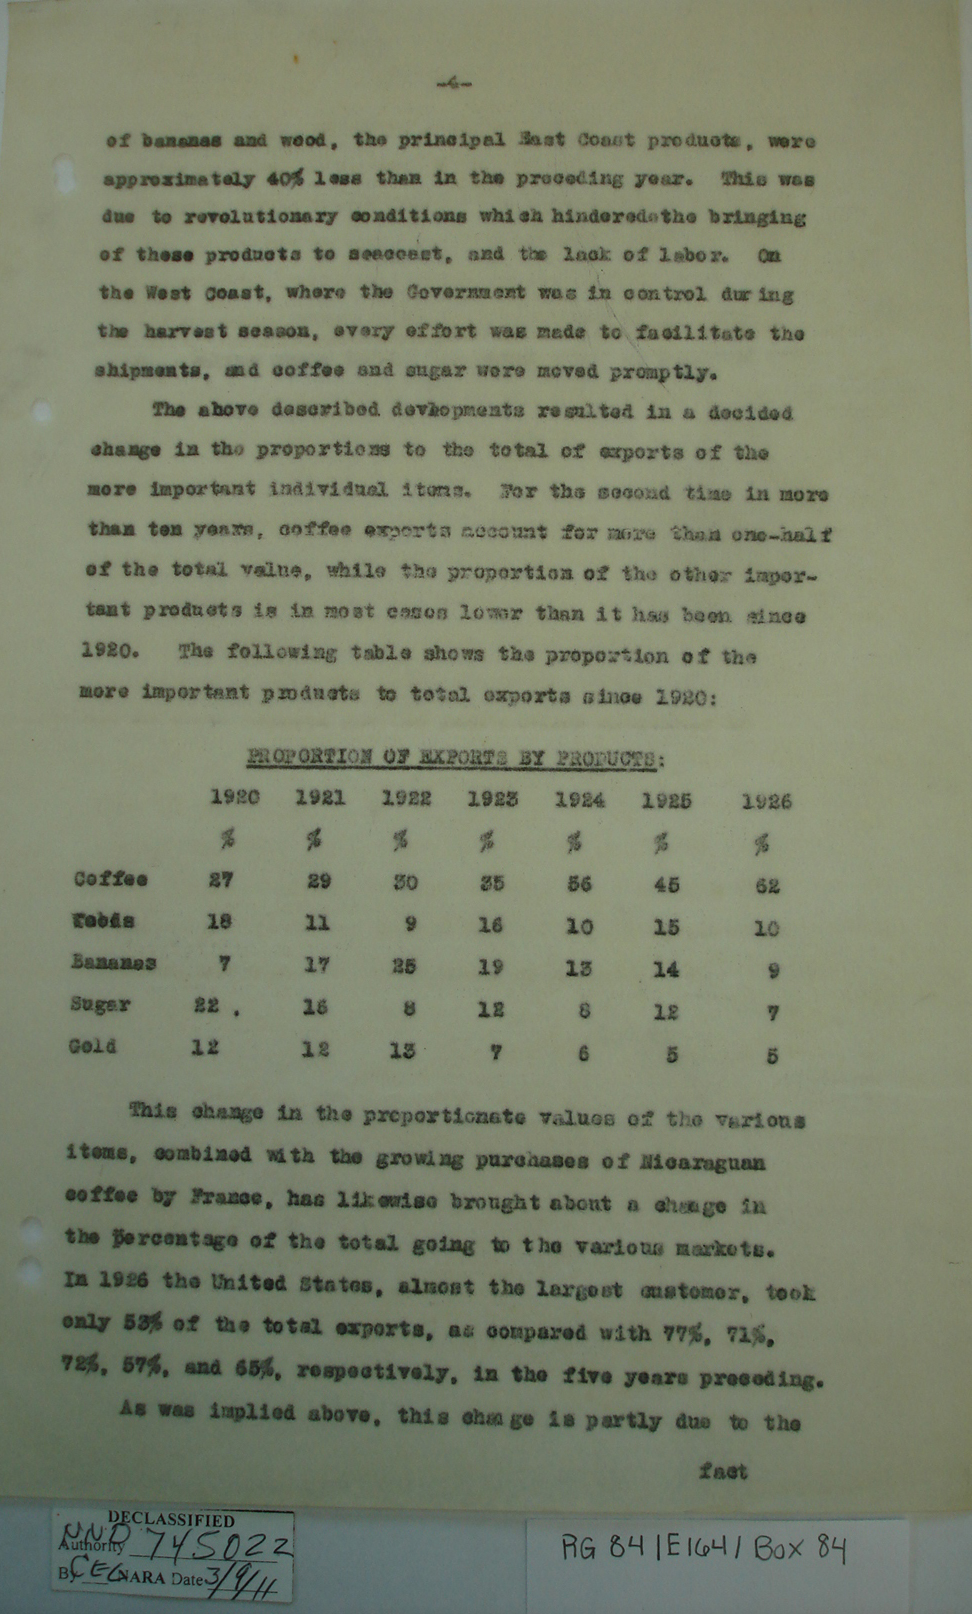 -4-
of bananas and wood, the principal East Coast products, were
approximately 40% less than in the preceding year. This was
due to revolutionary conditions which hinderedothe bringing
of these products to seacoast, and the lack of labor. On
the West Coast, where the Government was in control during
the harvest season, every effort was made to facilitate the
shipments, and coffee and sugar were moved promptly.
The above described devlopments resulted in a decided
change in the proportions to the total of exports of the
more important individual items. For the second time in more
than ten years, coffee exports account for more than one-half
of the total value, while the proportion of the other impor-
tant products is in most cases lower than it has been since
1920. The following table shows the proportion of the
more important products to total exports since 1920:
PROPORTION OF EXPORTS BY PRODUCTS:
1920 1921 1922 1923 1924 1925 1926
% % % % % % %
Coffee 27 29 30 35 56 45 62
18 11 9 16 10 15 10
Bananas 7 17 25 19 13 14 9
Sugar 22 . 16 8 12 8 12 7
Gold 12 12 13 7 6 5 5
This change in the proportionate values of the various
items, combined with the growing purchases of Nicaraguan
coffee by France, has likewise brought about a change in
the percentage of the total going to the various markets.
In 1926 the United States, almost the largest customer, took
only 53% of the total exports, as compared with 77%, 71%,
72%, 57%, and 65%, respectively, in the five years preceding.
As was implied above, this change is partly due to the
fact
DECLASSIFIED
Authority NND 745022
By CEG NARA Date 3/9/11
RG 84 | E164 | Box 84